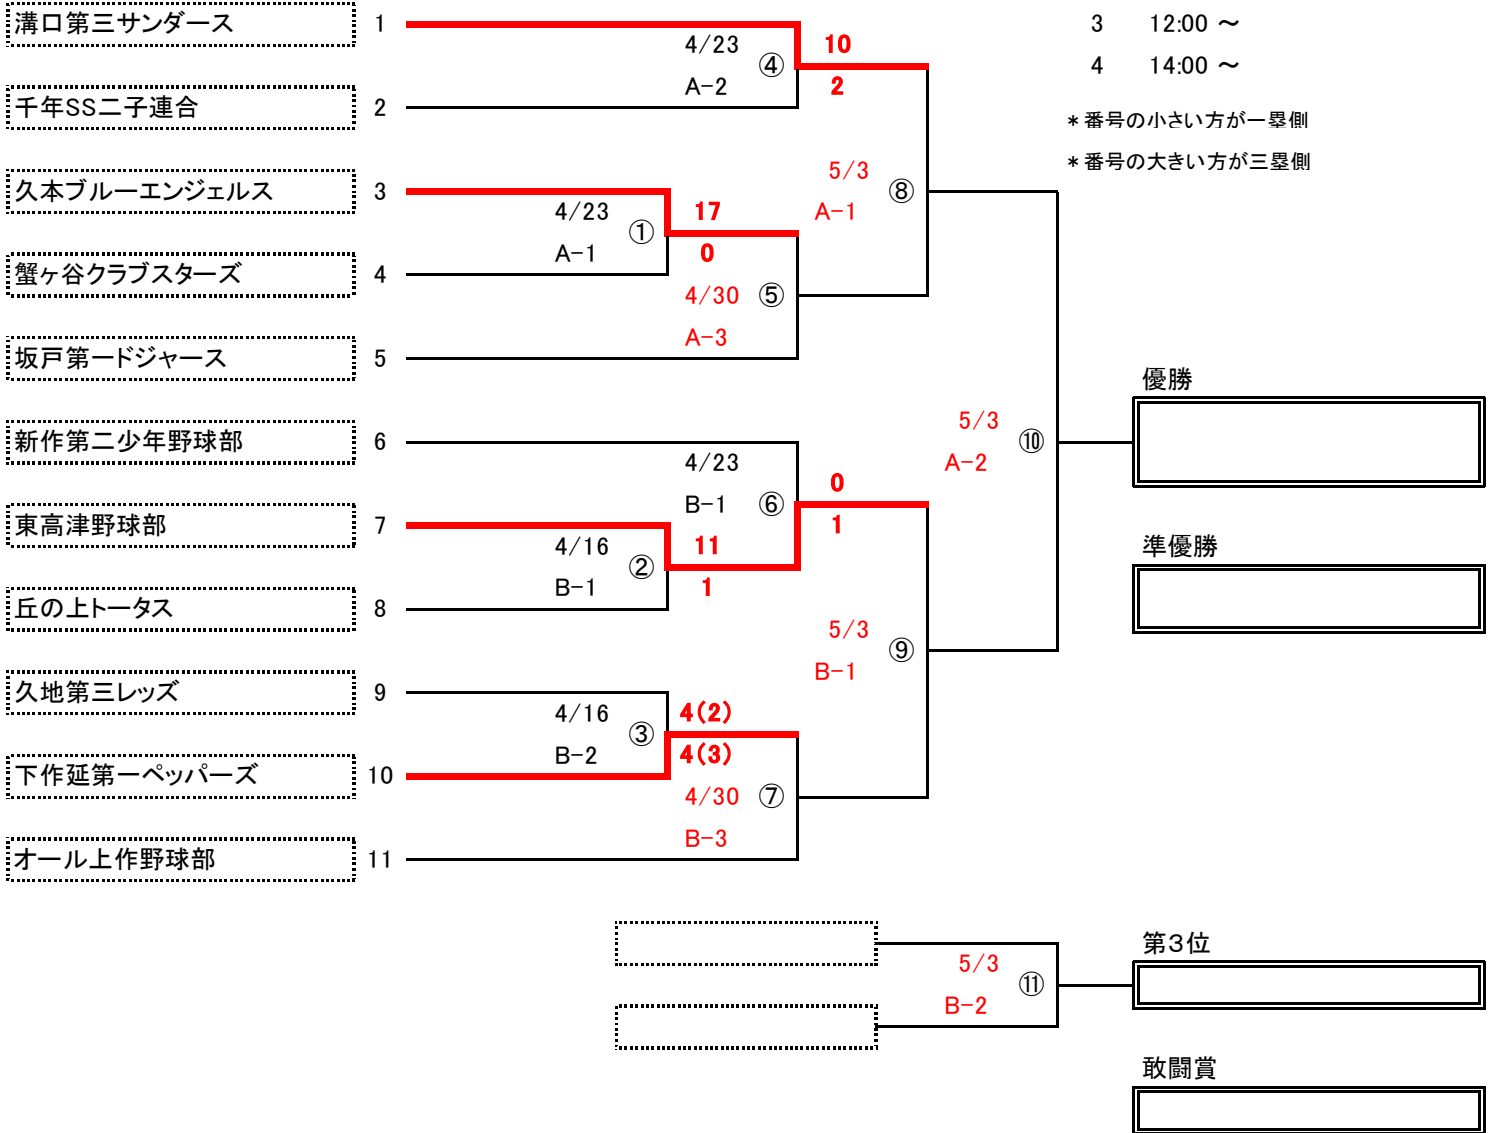 溝口第三サンダース 1
千年SS二子連合 2
久本ブルーエンジェルス 3
蟹ヶ谷クラブスターズ 4
坂戸第一ドジャース 5
新作第二少年野球部 6
東高津野球部 7
丘の上トータス 8
久地第三レッズ 9
下作延第一ペッパーズ 10
オール上作野球部 11
4/23
A-1
①
17
0
4/16
B-1
②
11
1
4/16
B-2
③
4(2)
4(3)
4/23
A-2
④
10
2
4/30
A-3
⑤
4/23
B-1
⑥
0
1
4/30
B-3
⑦
5/3
A-1
⑧
5/3
B-1
⑨
5/3
A-2
⑩
5/3
B-2
⑪
3 12:00 ～
4 14:00 ～
*番号の小さい方が一塁側
*番号の大きい方が三塁側
優勝
準優勝
第3位
敢闘賞